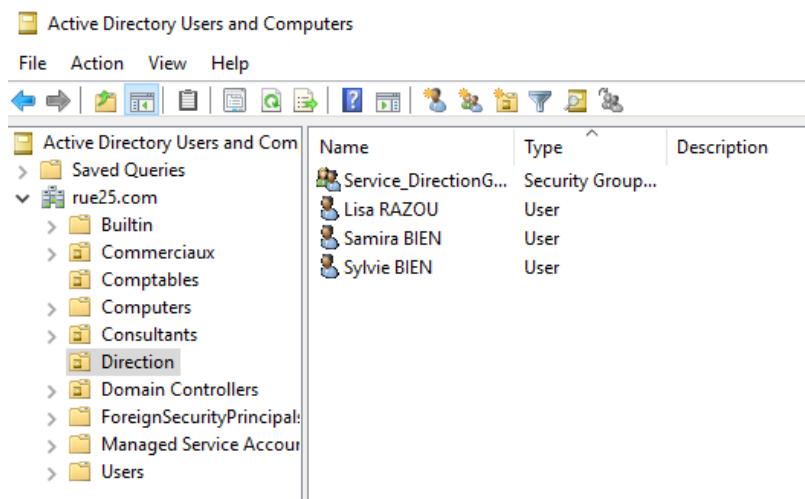 Active Directory Users and Computers
File Action View Help
Active Directory Users and Com
Saved Queries
rue25.com
Builtin
Commerciaux
Comptables
Computers
Consultants
Direction
Domain Controllers
ForeignSecurityPrincipals
Managed Service Accour
Users
Name Type Description
Service_DirectionG... Security Group...
Lisa RAZOU User
Samira BIEN User
Sylvie BIEN User